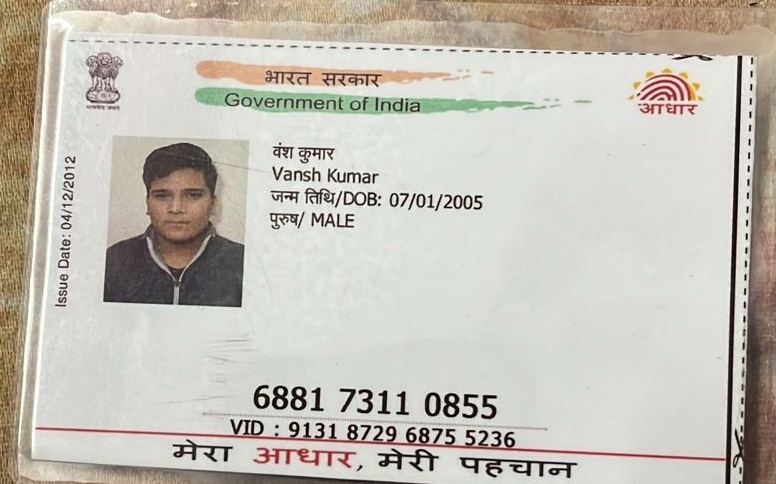 भारत सरकार
Government of India
आधार
Issue Date: 04/12/2012
वंश कुमार
Vansh Kumar
जन्म तिथि/DOB: 07/01/2005
पुरुष/ MALE
6881 7311 0855
VID : 9131 8729 6875 5236
मेरा आधार, मेरी पहचान